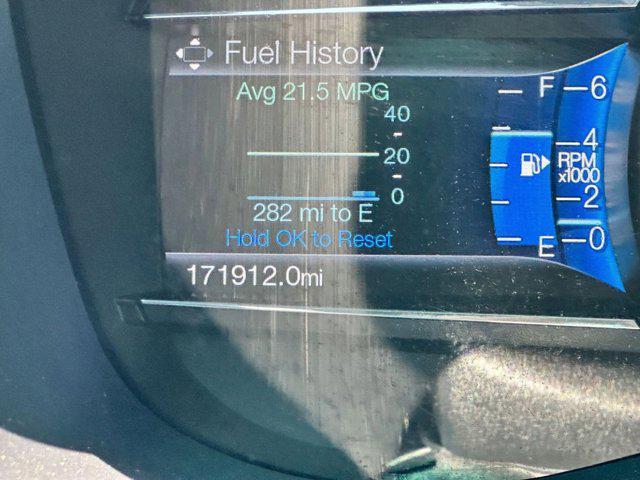 Fuel History
Avg 21.5 MPG
40
20
0
282 mi to E
Hold OK to Reset
171912.0mi
F
E
6
4
RPM
x1000
2
0